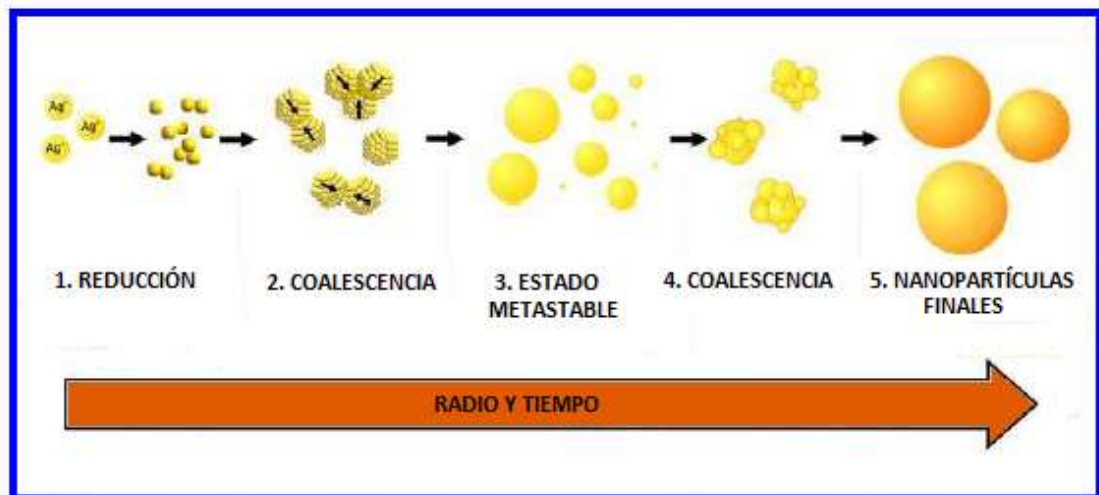 Ag⁺
Ag⁺
Ag⁺
1. REDUCCIÓN
2. COALESCENCIA
3. ESTADO
METASTABLE
4. COALESCENCIA
5. NANOPARTÍCULAS
FINALES
RADIO Y TIEMPO